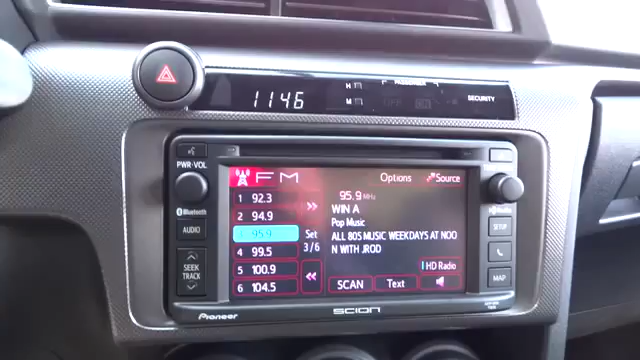 1146
H
M
SECURITY
PWR·VOL
Bluetooth
AUDIO
SEEK
TRACK
FM
Options
Source
1 92.3
2 94.9
3 95.9
4 99.5
5 100.9
6 104.5
Set
3/6
95.9 MHz
WIN A
Pop Music
ALL 80S MUSIC WEEKDAYS AT NOO
N WITH JROD
HD Radio
SCAN
Text
SETUP
MAP
Pioneer
SCION